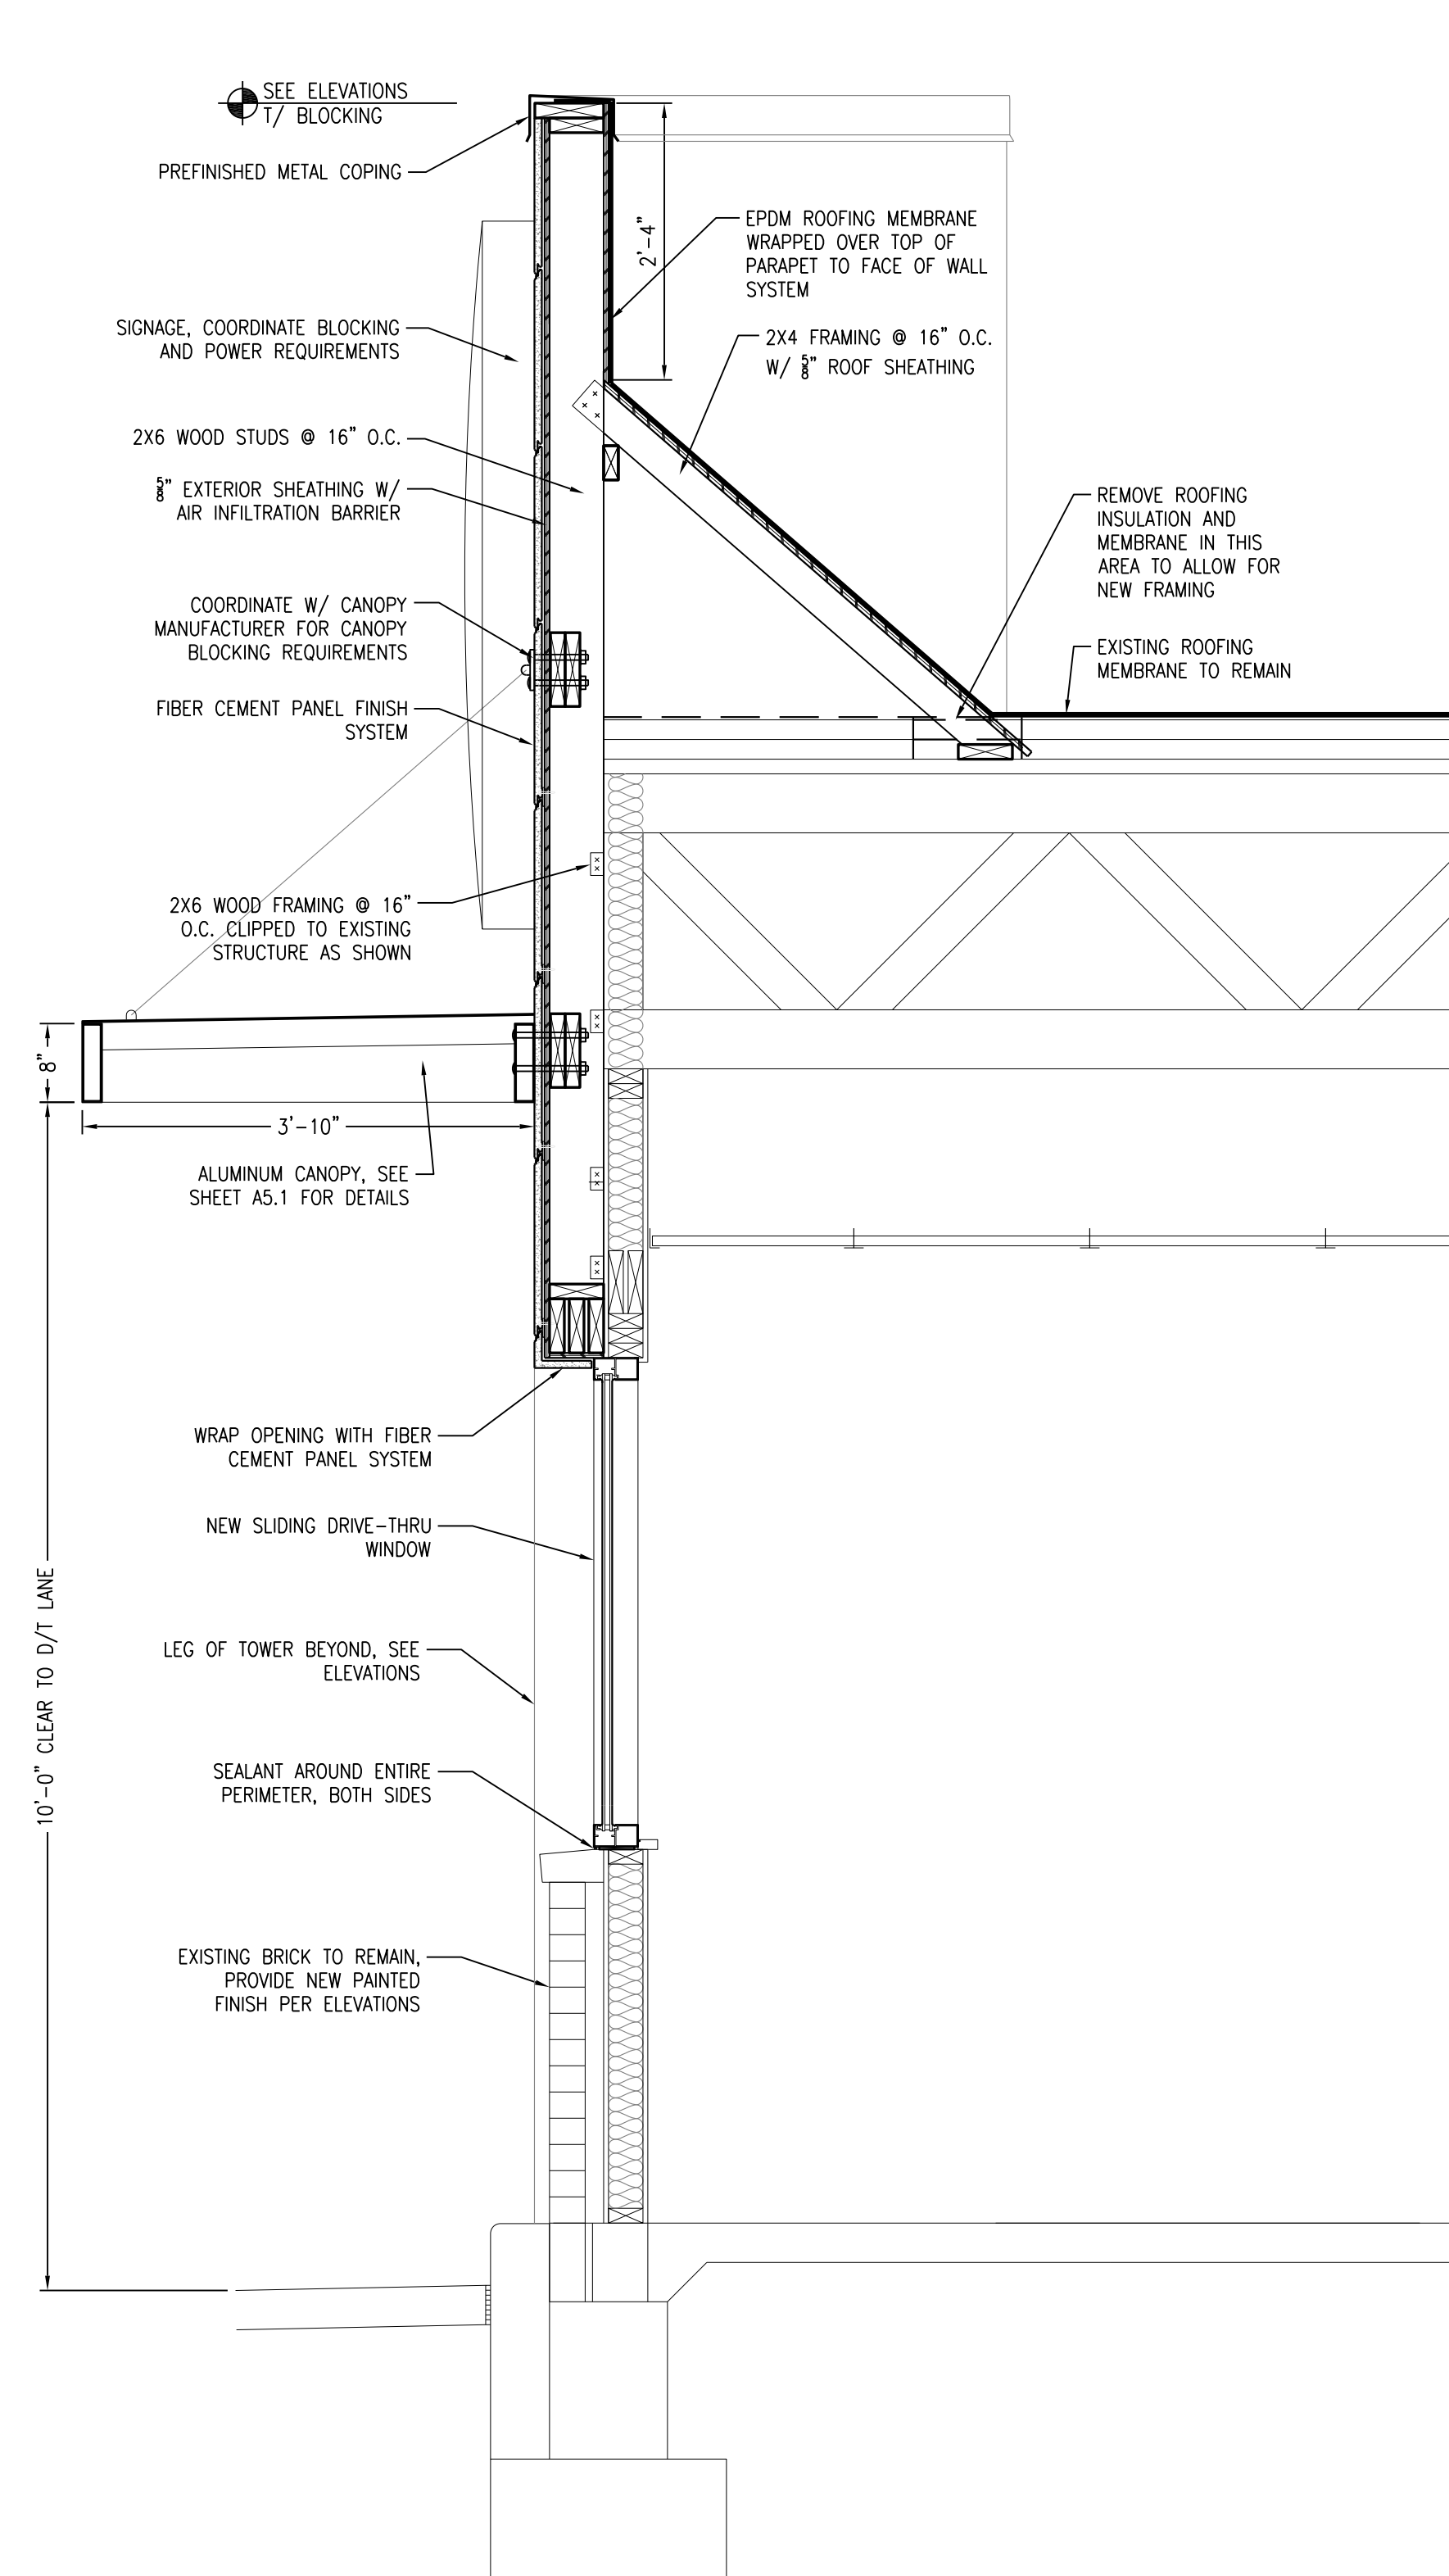 SEE ELEVATIONS
T/ BLOCKING
PREFINISHED METAL COPING
2'-4"
EPDM ROOFING MEMBRANE
WRAPPED OVER TOP OF
PARAPET TO FACE OF WALL
SYSTEM
SIGNAGE, COORDINATE BLOCKING
AND POWER REQUIREMENTS
2X4 FRAMING @ 16" O.C.
W/ 5/8" ROOF SHEATHING
2X6 WOOD STUDS @ 16" O.C.
5/8" EXTERIOR SHEATHING W/
AIR INFILTRATION BARRIER
REMOVE ROOFING
INSULATION AND
MEMBRANE IN THIS
AREA TO ALLOW FOR
NEW FRAMING
COORDINATE W/ CANOPY
MANUFACTURER FOR CANOPY
BLOCKING REQUIREMENTS
EXISTING ROOFING
MEMBRANE TO REMAIN
FIBER CEMENT PANEL FINISH
SYSTEM
2X6 WOOD FRAMING @ 16"
O.C. CLIPPED TO EXISTING
STRUCTURE AS SHOWN
8"
3'-10"
ALUMINUM CANOPY, SEE
SHEET A5.1 FOR DETAILS
WRAP OPENING WITH FIBER
CEMENT PANEL SYSTEM
NEW SLIDING DRIVE-THRU
WINDOW
10'-0" CLEAR TO D/T LANE
LEG OF TOWER BEYOND, SEE
ELEVATIONS
SEALANT AROUND ENTIRE
PERIMETER, BOTH SIDES
EXISTING BRICK TO REMAIN,
PROVIDE NEW PAINTED
FINISH PER ELEVATIONS